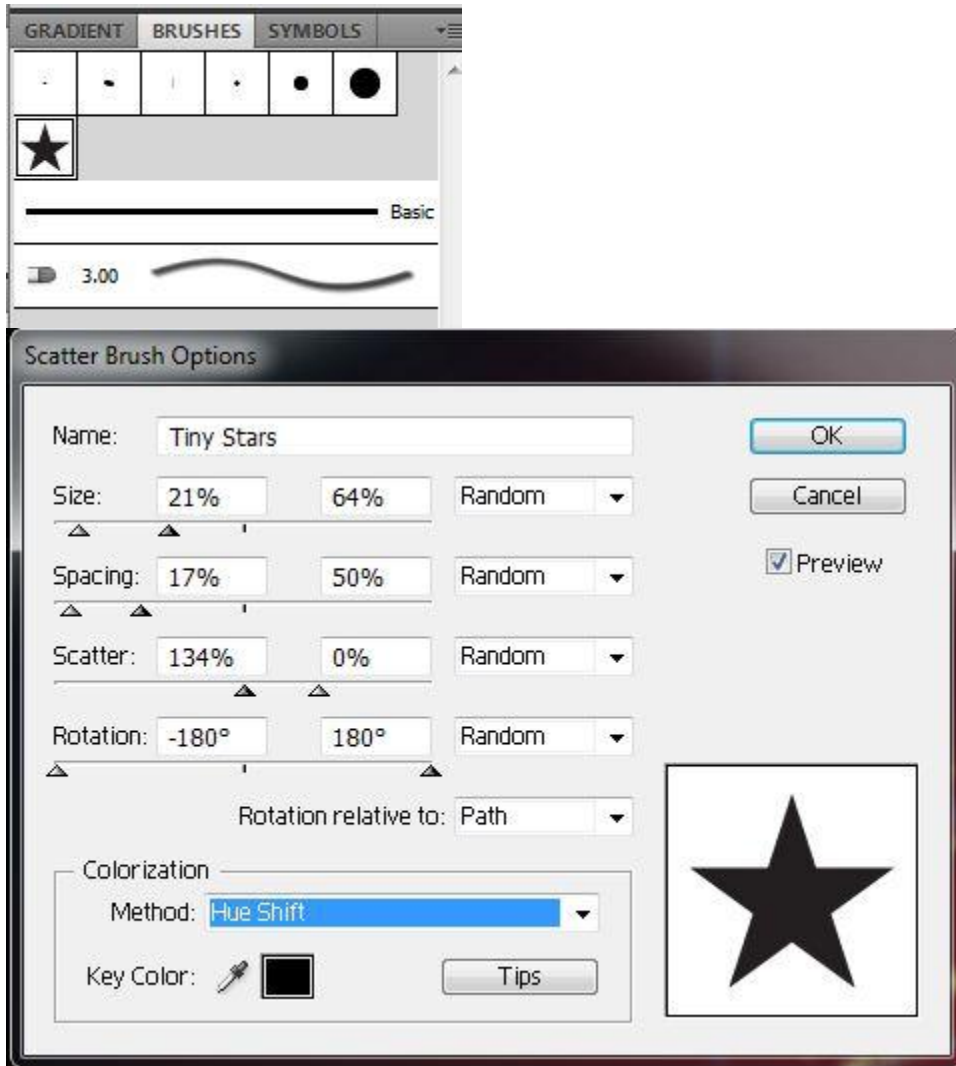 GRADIENT BRUSHES SYMBOLS
Basic
3.00
Scatter Brush Options
Name: Tiny Stars
OK
Size: 21% 64% Random
Cancel
Preview
Spacing: 17% 50% Random
Scatter: 134% 0% Random
Rotation: -180° 180° Random
Rotation relative to: Path
Colorization
Method: Hue Shift
Key Color: Tips